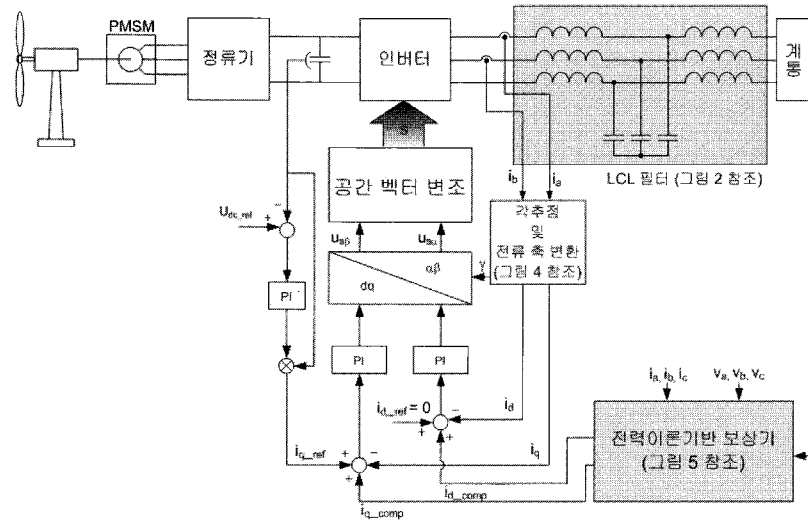 PMSM
정류기
인버터
계통
S
LCL 필터 (그림 2 참조)
i_b
i_a
공간 벡터 변조
각추정
및
전류 축 변환
(그림 4 참조)
U_dc_ref
-
+
u_sβ
u_sα
αβ
dq
γ
PI
PI
PI
i_a, i_b, i_c
v_a, v_b, v_c
i_d_ref = 0
-
+
+
i_d
전력이론기반 보상기
(그림 5 참조)
i_q_ref
+
-
+
i_q
i_d_comp
i_q_comp